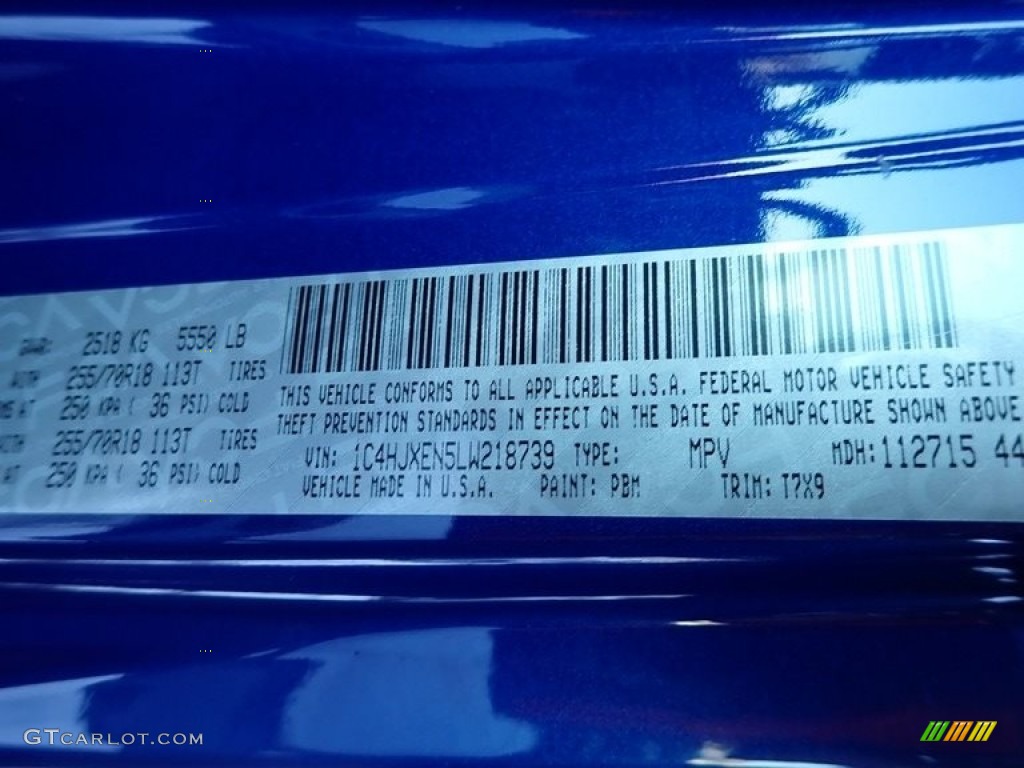 2518 KG 5550 LB
255/70R18 113T TIRES
250 KPA ( 36 PSI) COLD
255/70R18 113T TIRES
250 KPA ( 36 PSI) COLD
THIS VEHICLE CONFORMS TO ALL APPLICABLE U.S.A. FEDERAL MOTOR VEHICLE SAFETY
THEFT PREVENTION STANDARDS IN EFFECT ON THE DATE OF MANUFACTURE SHOWN ABOVE
VIN: 1C4HJXEN5LW218739 TYPE: MPV MDH: 112715 44
VEHICLE MADE IN U.S.A. PAINT: PBM TRIM: T7X9
GTCARLOT.COM